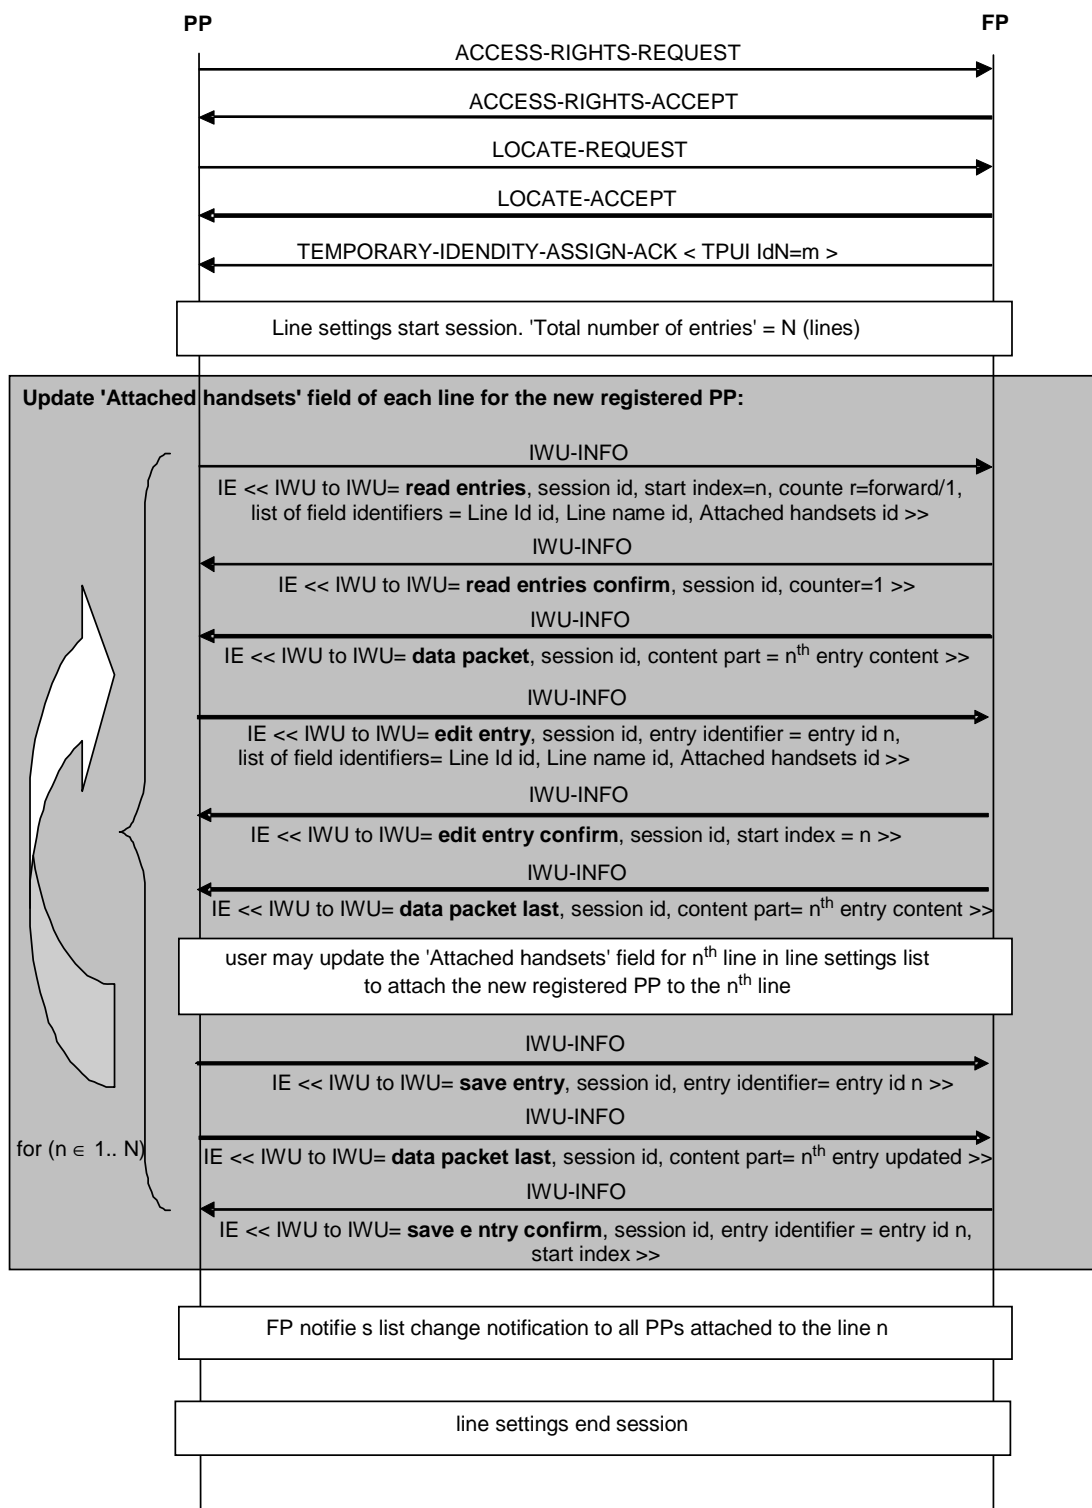 PP FP
ACCESS-RIGHTS-REQUEST
ACCESS-RIGHTS-ACCEPT
LOCATE-REQUEST
LOCATE-ACCEPT
TEMPORARY-IDENDITY-ASSIGN-ACK < TPUI IdN=m >
Line settings start session. 'Total number of entries' = N (lines)
Update 'Attached handsets' field of each line for the new registered PP:
IWU-INFO
IE << IWU to IWU= read entries, session id, start index=n, counte r=forward/1,
list of field identifiers = Line Id id, Line name id, Attached handsets id >>
IWU-INFO
IE << IWU to IWU= read entries confirm, session id, counter=1 >>
IWU-INFO
IE << IWU to IWU= data packet, session id, content part = nth entry content >>
IWU-INFO
IE << IWU to IWU= edit entry, session id, entry identifier = entry id n,
list of field identifiers= Line Id id, Line name id, Attached handsets id >>
IWU-INFO
IE << IWU to IWU= edit entry confirm, session id, start index = n >>
IWU-INFO
IE << IWU to IWU= data packet last, session id, content part= nth entry content >>
user may update the 'Attached handsets' field for nth line in line settings list
to attach the new registered PP to the nth line
IWU-INFO
IE << IWU to IWU= save entry, session id, entry identifier= entry id n >>
IWU-INFO
for (n ∈ 1.. N)
IE << IWU to IWU= data packet last, session id, content part= nth entry updated >>
IWU-INFO
IE << IWU to IWU= save e ntry confirm, session id, entry identifier = entry id n,
start index >>
FP notifie s list change notification to all PPs attached to the line n
line settings end session